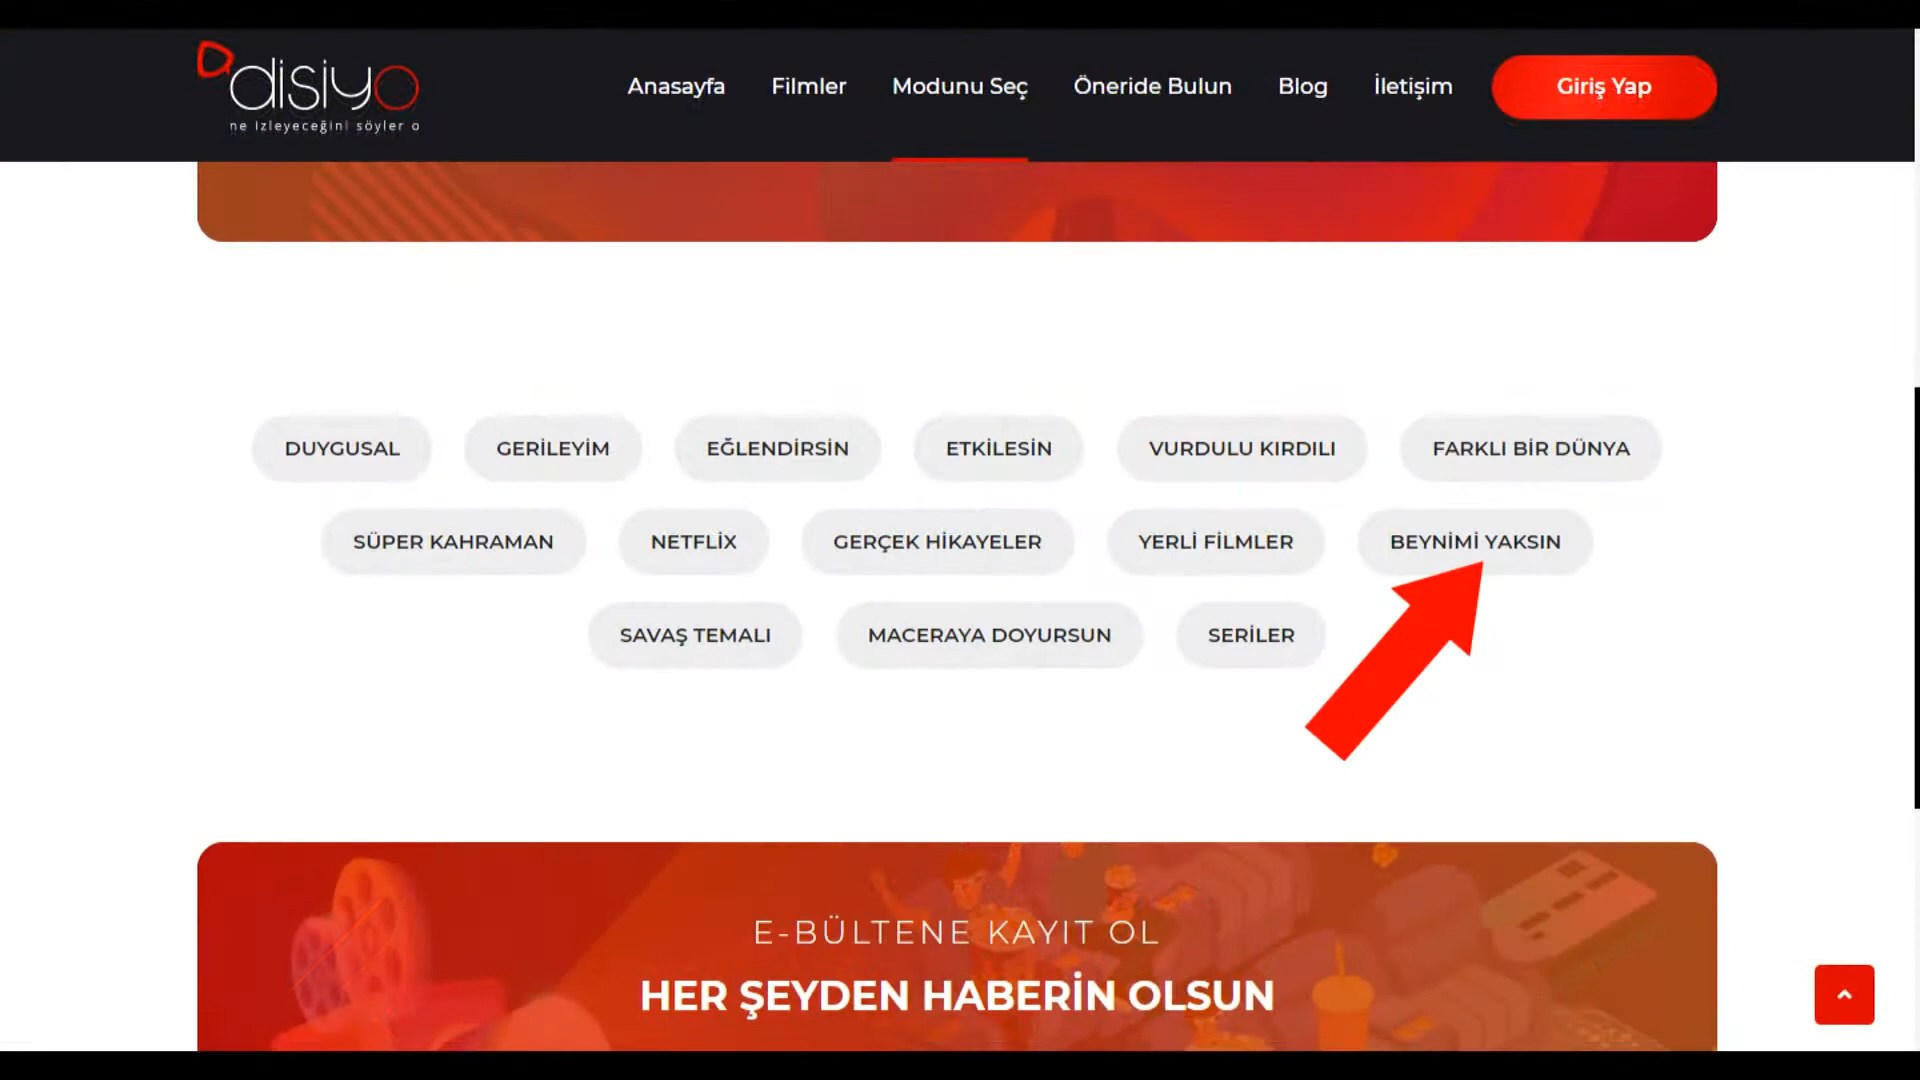 disiyo
ne izleyeceğini söyler o
Anasayfa Filmler Modunu Seç Öneride Bulun Blog İletişim Giriş Yap
DUYGUSAL GERİLEYİM EĞLENDİRSİN ETKİLESİN VURDULU KIRDILI FARKLI BİR DÜNYA
SÜPER KAHRAMAN NETFLİX GERÇEK HİKAYELER YERLİ FİLMLER BEYNİMİ YAKSIN
SAVAŞ TEMALI MACERAYA DOYURSUN SERİLER
E-BÜLTENE KAYIT OL
HER ŞEYDEN HABERİN OLSUN